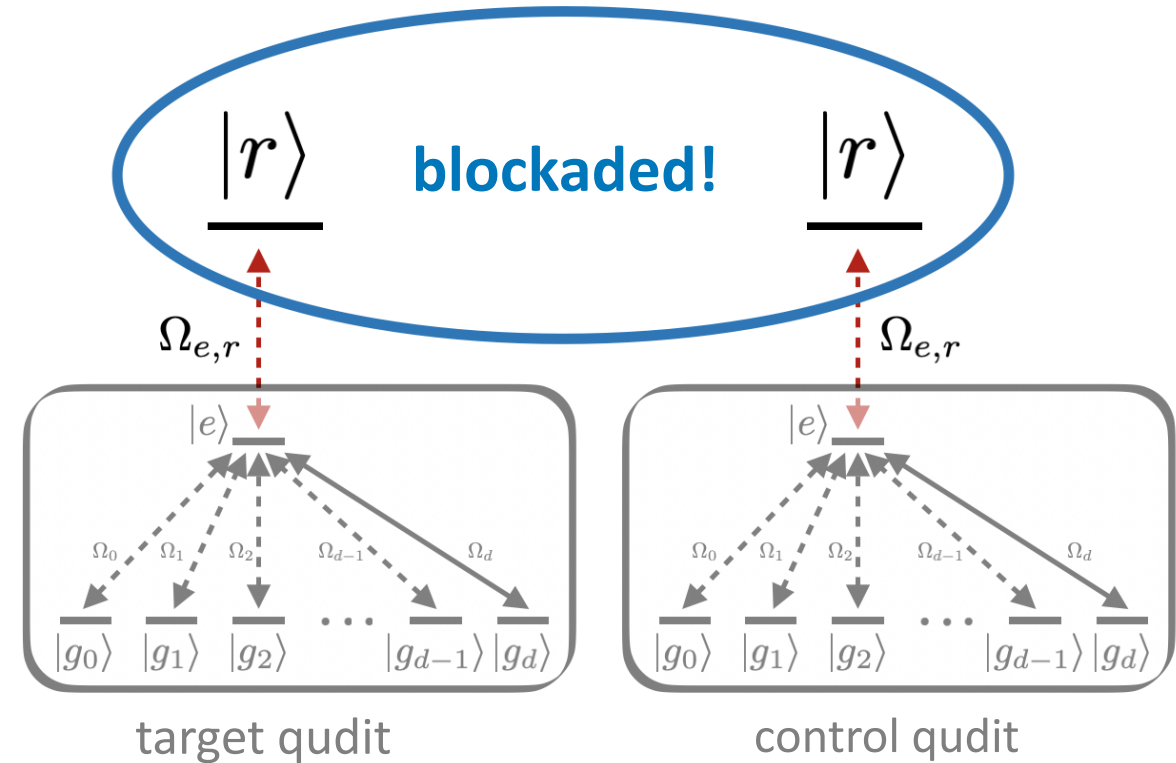 |r⟩ blockaded! |r⟩
Ω_{e,r} Ω_{e,r}
|e⟩ |e⟩
Ω_0 Ω_1 Ω_2 Ω_{d−1} Ω_d Ω_0 Ω_1 Ω_2 Ω_{d−1} Ω_d
|g_0⟩ |g_1⟩ |g_2⟩ ... |g_{d−1}⟩ |g_d⟩ |g_0⟩ |g_1⟩ |g_2⟩ ... |g_{d−1}⟩ |g_d⟩
target qudit control qudit